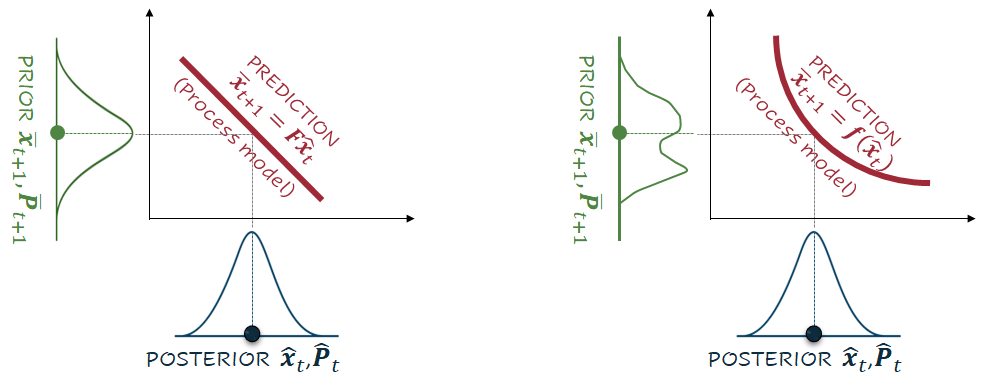 PRIOR x̄ₜ₊₁, P̄ₜ₊₁
PREDICTION
x̄ₜ₊₁ = Fx̂ₜ
(Process model)
POSTERIOR x̂ₜ,P̂ₜ
PRIOR x̄ₜ₊₁, P̄ₜ₊₁
PREDICTION
x̄ₜ₊₁ = f(x̂ₜ)
(Process model)
POSTERIOR x̂ₜ,P̂ₜ